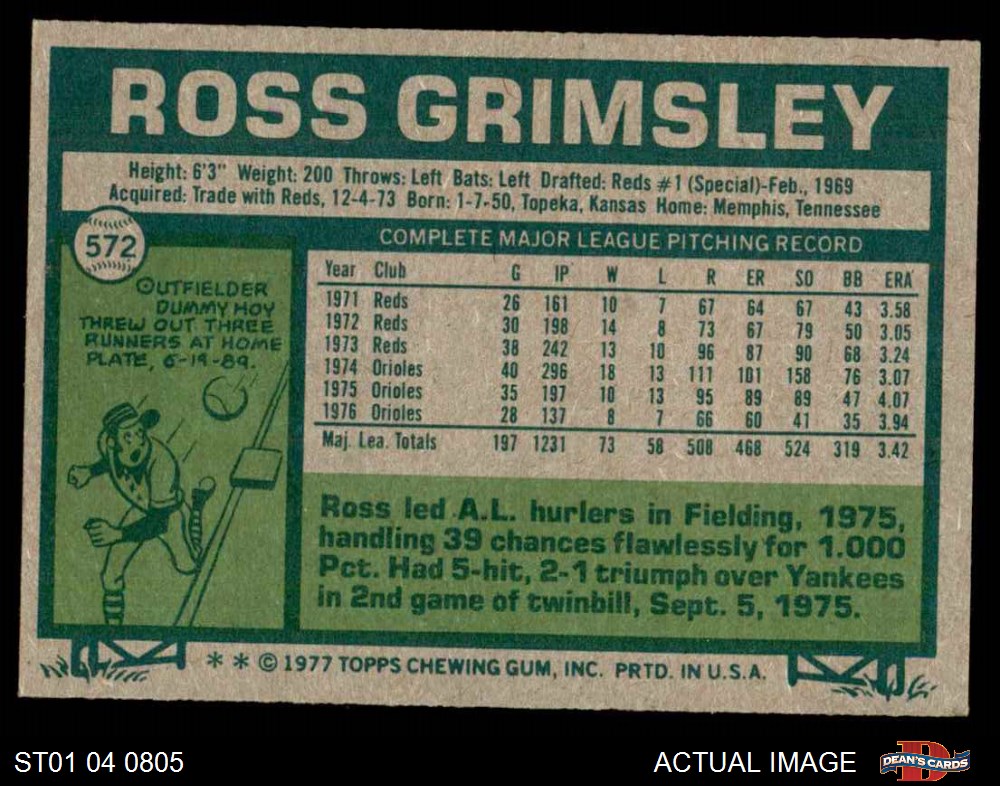 ROSS GRIMSLEY
Height: 6'3" Weight: 200 Throws: Left Bats: Left Drafted: Reds #1 (Special)-Feb., 1969
Acquired: Trade with Reds, 12-4-73 Born: 1-7-50, Topeka, Kansas Home: Memphis, Tennessee
572
OUTFIELDER
DUMMY HOY
THREW OUT THREE
RUNNERS AT HOME
PLATE, 6-19-89.
COMPLETE MAJOR LEAGUE PITCHING RECORD
Year Club G IP W L R ER SO BB ERA
1971 Reds 26 161 10 7 67 64 67 43 3.58
1972 Reds 30 198 14 8 73 67 79 50 3.05
1973 Reds 38 242 13 10 96 87 90 68 3.24
1974 Orioles 40 296 18 13 111 101 158 76 3.07
1975 Orioles 35 197 10 13 95 89 89 47 4.07
1976 Orioles 28 137 8 7 66 60 41 35 3.94
Maj. Lea. Totals 197 1231 73 58 508 468 524 319 3.42
Ross led A.L. hurlers in Fielding, 1975,
handling 39 chances flawlessly for 1.000
Pct. Had 5-hit, 2-1 triumph over Yankees
in 2nd game of twinbill, Sept. 5, 1975.
* * © 1977 TOPPS CHEWING GUM, INC. PRTD. IN U.S.A.
ST01 04 0805
ACTUAL IMAGE
D
DEAN'S CARDS